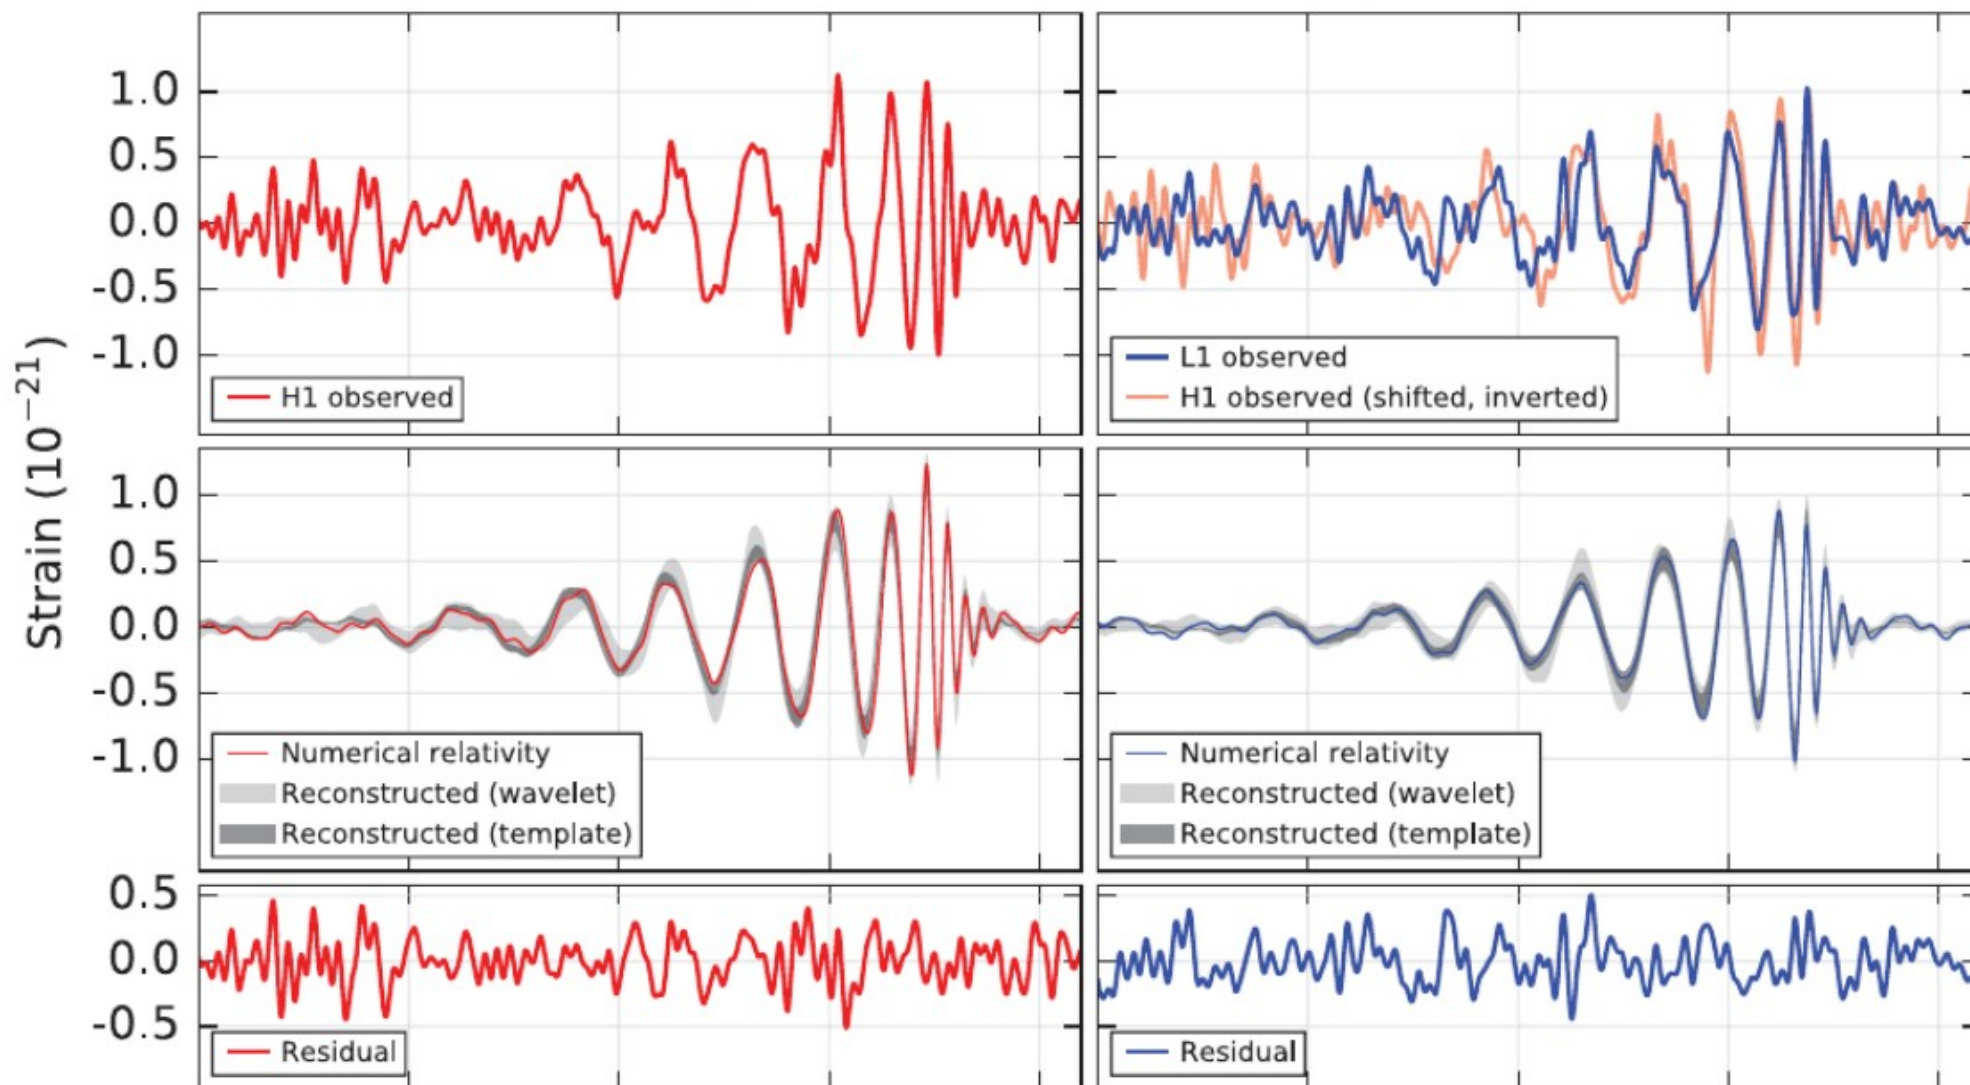 Strain (10⁻²¹)
1.0
0.5
0.0
-0.5
-1.0
H1 observed
L1 observed
H1 observed (shifted, inverted)
1.0
0.5
0.0
-0.5
-1.0
Numerical relativity
Reconstructed (wavelet)
Reconstructed (template)
Numerical relativity
Reconstructed (wavelet)
Reconstructed (template)
0.5
0.0
-0.5
Residual
Residual